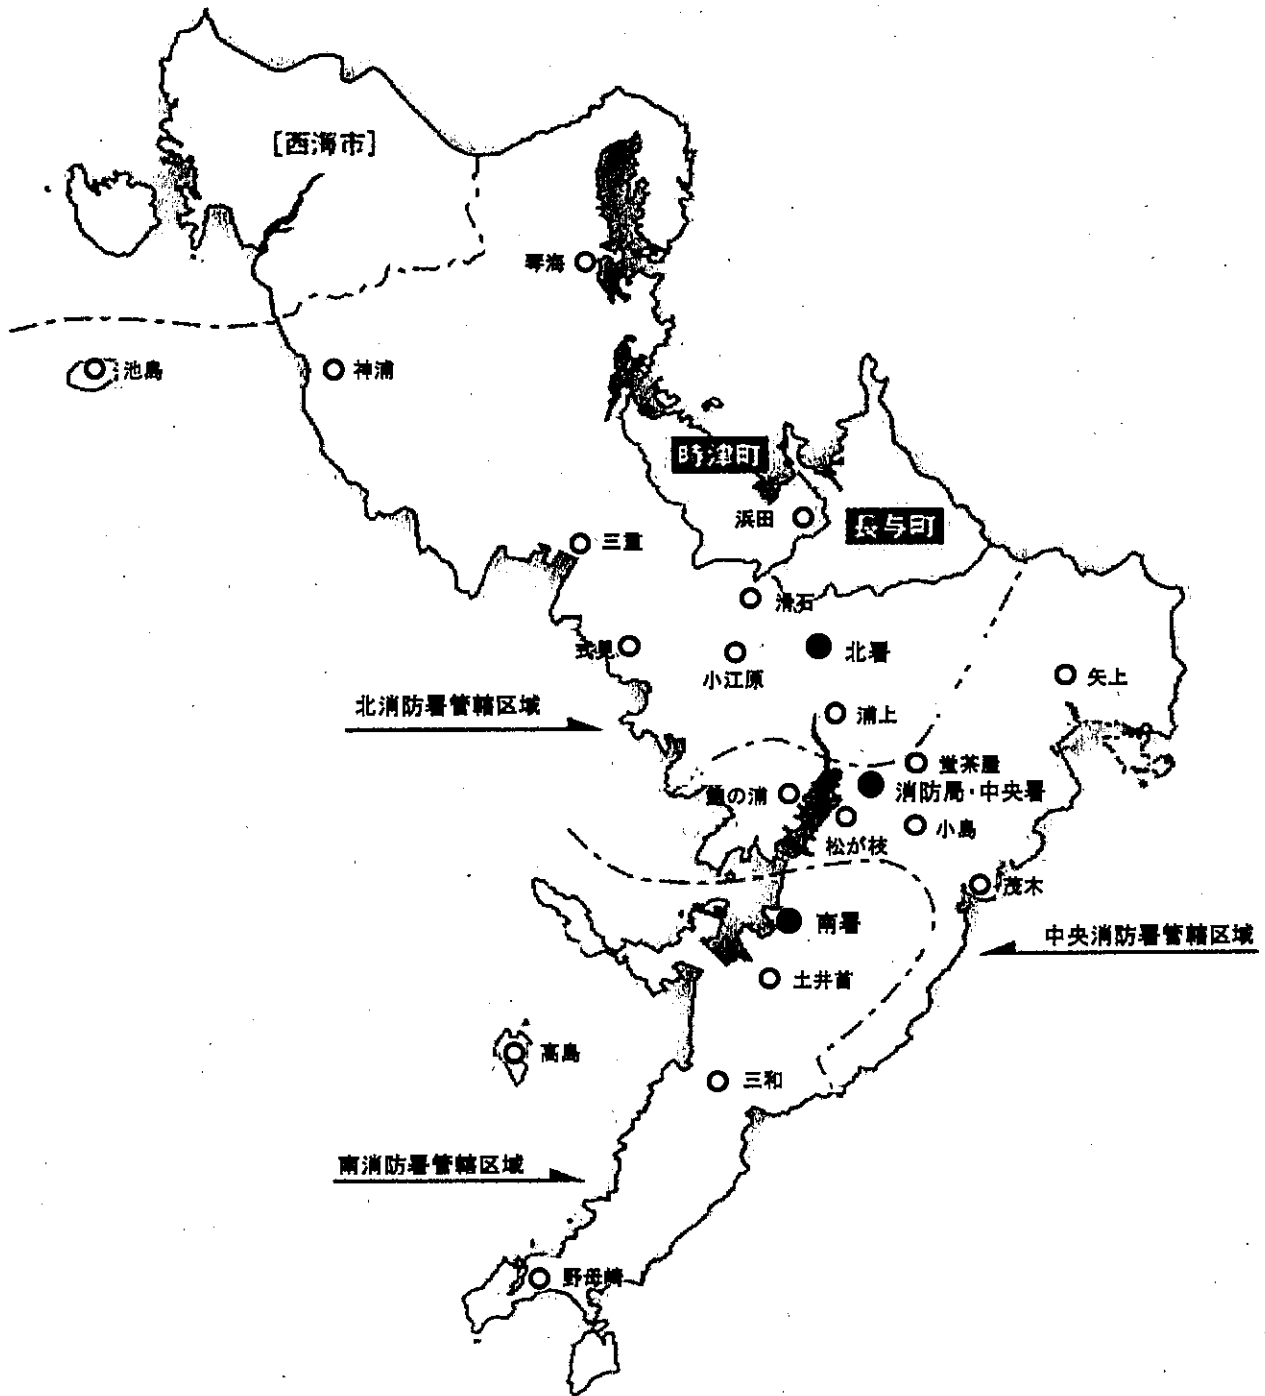 [西海市]
琴海
池島
神浦
時津町
浜田
長与町
三重
滑石
式見
小江原
北署
矢上
北消防署管轄区域
浦上
蛍茶屋
飽の浦
消防局・中央署
松が枝
小島
茂木
南署
中央消防署管轄区域
土井首
高島
三和
南消防署管轄区域
野母崎